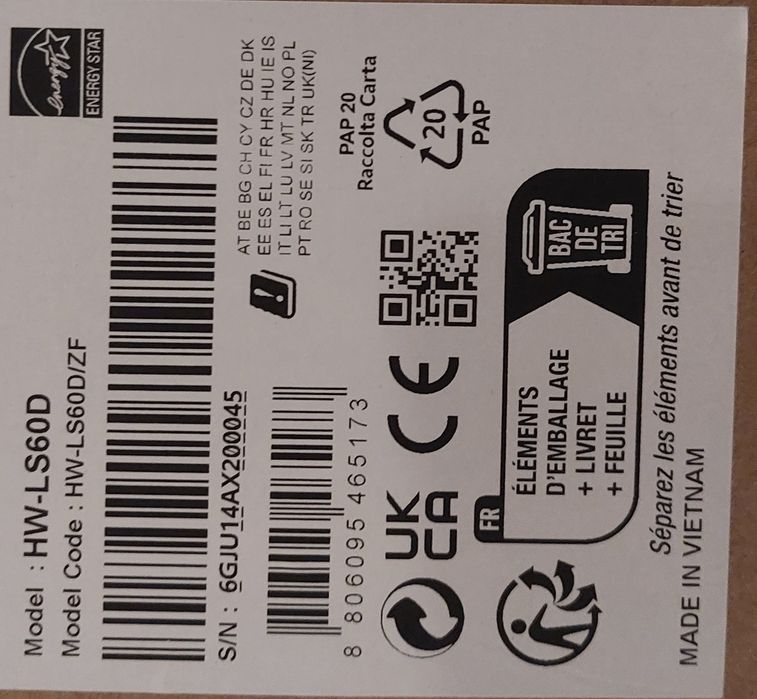 Model : HW-LS60D
Model Code : HW-LS60D/ZF
energy
ENERGY STAR
S/N : 6GJU14AX200045
AT BE BG CH CY CZ DE DK
EE ES EL FI FR HR HU IE IS
IT LI LT LU LV MT NL NO PL
PT RO SE SI SK TR UK(NI)
8 806095 465173
PAP 20
Raccolta Carta
20
PAP
UK
CA
CE
FR
ÉLÉMENTS
D'EMBALLAGE
+ LIVRET
+ FEUILLE
BAC
DE
TRI
Séparez les éléments avant de trier
MADE IN VIETNAM